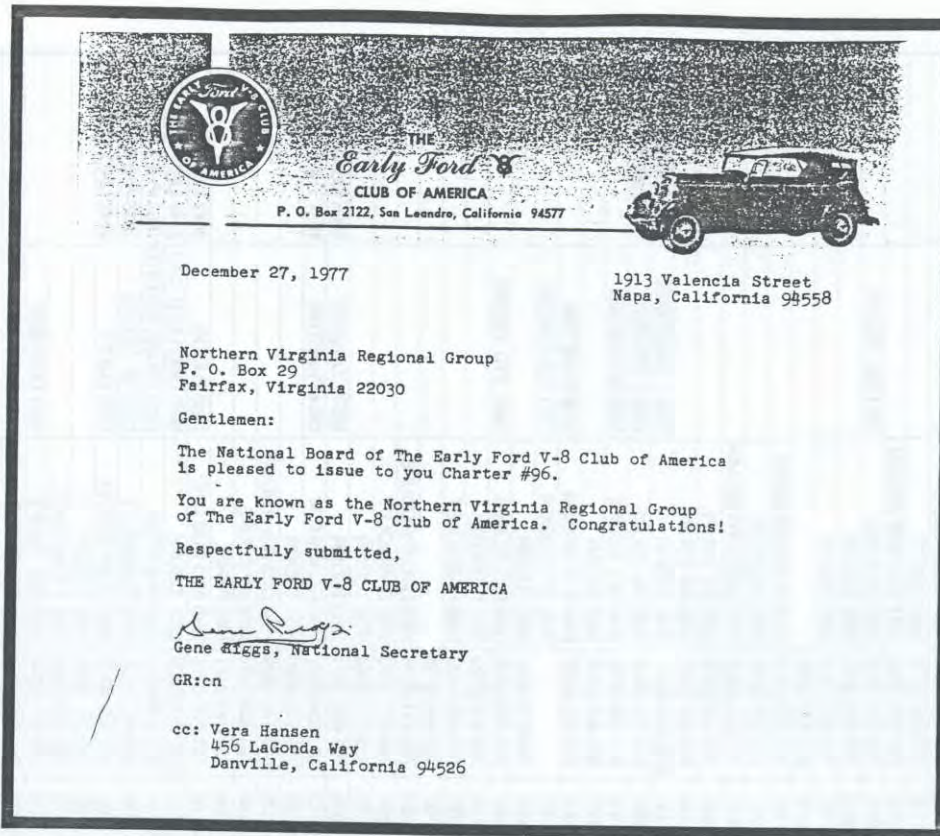 THE EARLY Ford V-8 CLUB
OF AMERICA
THE
Early Ford V8
CLUB OF AMERICA
P. O. Box 2122, San Leandro, California 94577
December 27, 1977
1913 Valencia Street
Napa, California 94558
Northern Virginia Regional Group
P. O. Box 29
Fairfax, Virginia 22030
Gentlemen:
The National Board of The Early Ford V-8 Club of America
is pleased to issue to you Charter #96.
You are known as the Northern Virginia Regional Group
of The Early Ford V-8 Club of America.  Congratulations!
Respectfully submitted,
THE EARLY FORD V-8 CLUB OF AMERICA
Gene Riggs
Gene Riggs, National Secretary
GR:cn
cc: Vera Hansen
456 LaGonda Way
Danville, California 94526